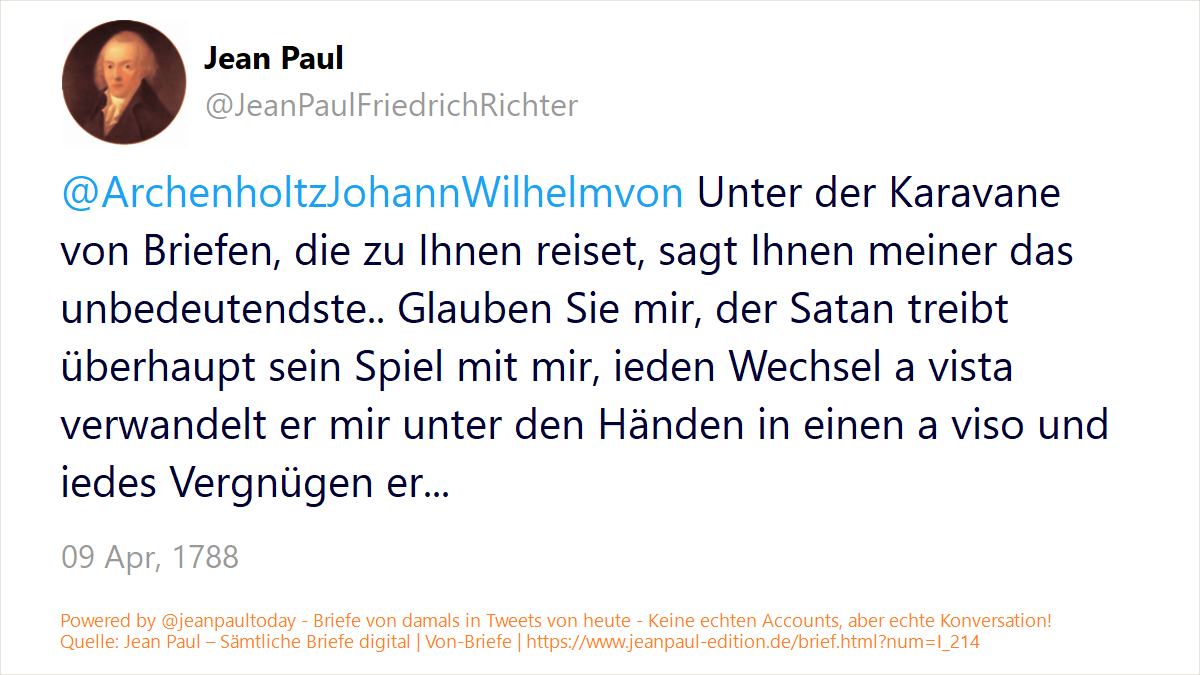 Jean Paul
@JeanPaulFriedrichRichter
@ArchenholtzJohannWilhelmvon Unter der Karavane
von Briefen, die zu Ihnen reiset, sagt Ihnen meiner das
unbedeutendste.. Glauben Sie mir, der Satan treibt
überhaupt sein Spiel mit mir, ieden Wechsel a vista
verwandelt er mir unter den Händen in einen a viso und
iedes Vergnügen er...
09 Apr, 1788
Powered by @jeanpaultoday - Briefe von damals in Tweets von heute - Keine echten Accounts, aber echte Konversation!
Quelle: Jean Paul – Sämtliche Briefe digital | Von-Briefe | https://www.jeanpaul-edition.de/brief.html?num=I_214